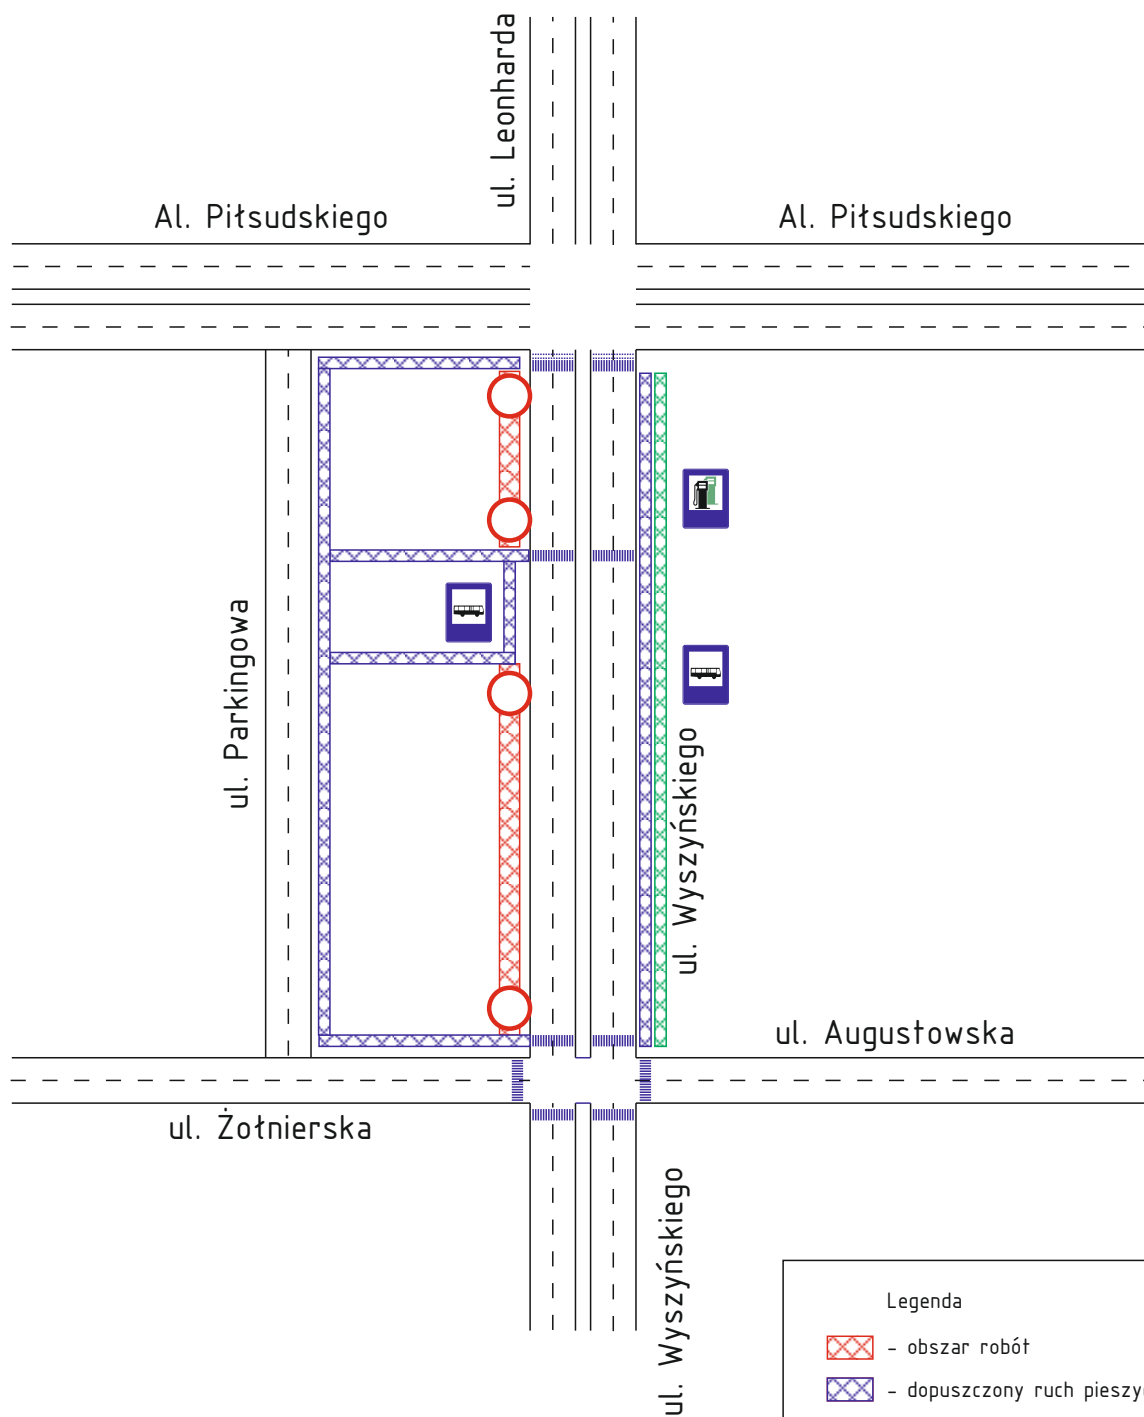 ul. Leonharda
Al. Piłsudskiego
Al. Piłsudskiego
ul. Parkingowa
ul. Wyszyńskiego
ul. Augustowska
ul. Żołnierska
ul. Wyszyńskiego
Legenda
- obszar robót
- dopuszczony ruch pieszyc